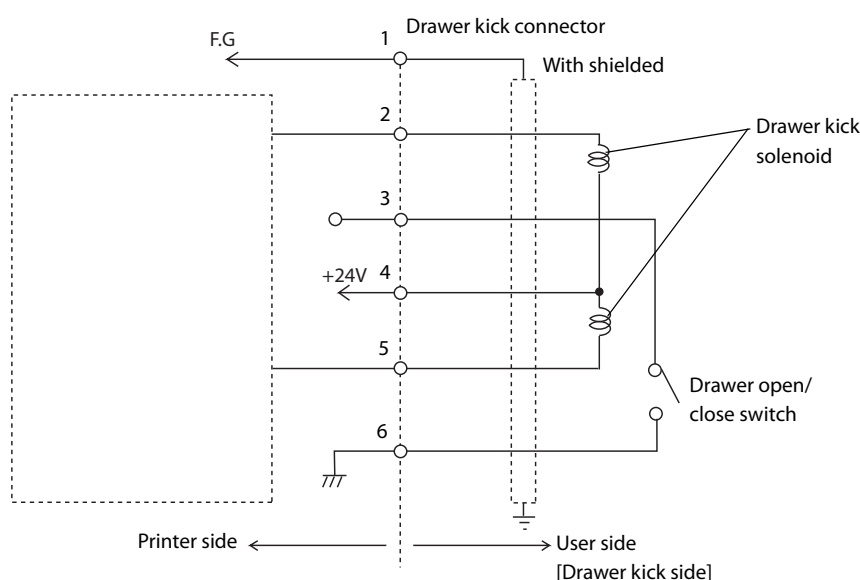 Drawer kick connector
F.G
1
With shielded
2
Drawer kick
solenoid
3
+24V
4
5
Drawer open/
close switch
6
Printer side
User side
[Drawer kick side]